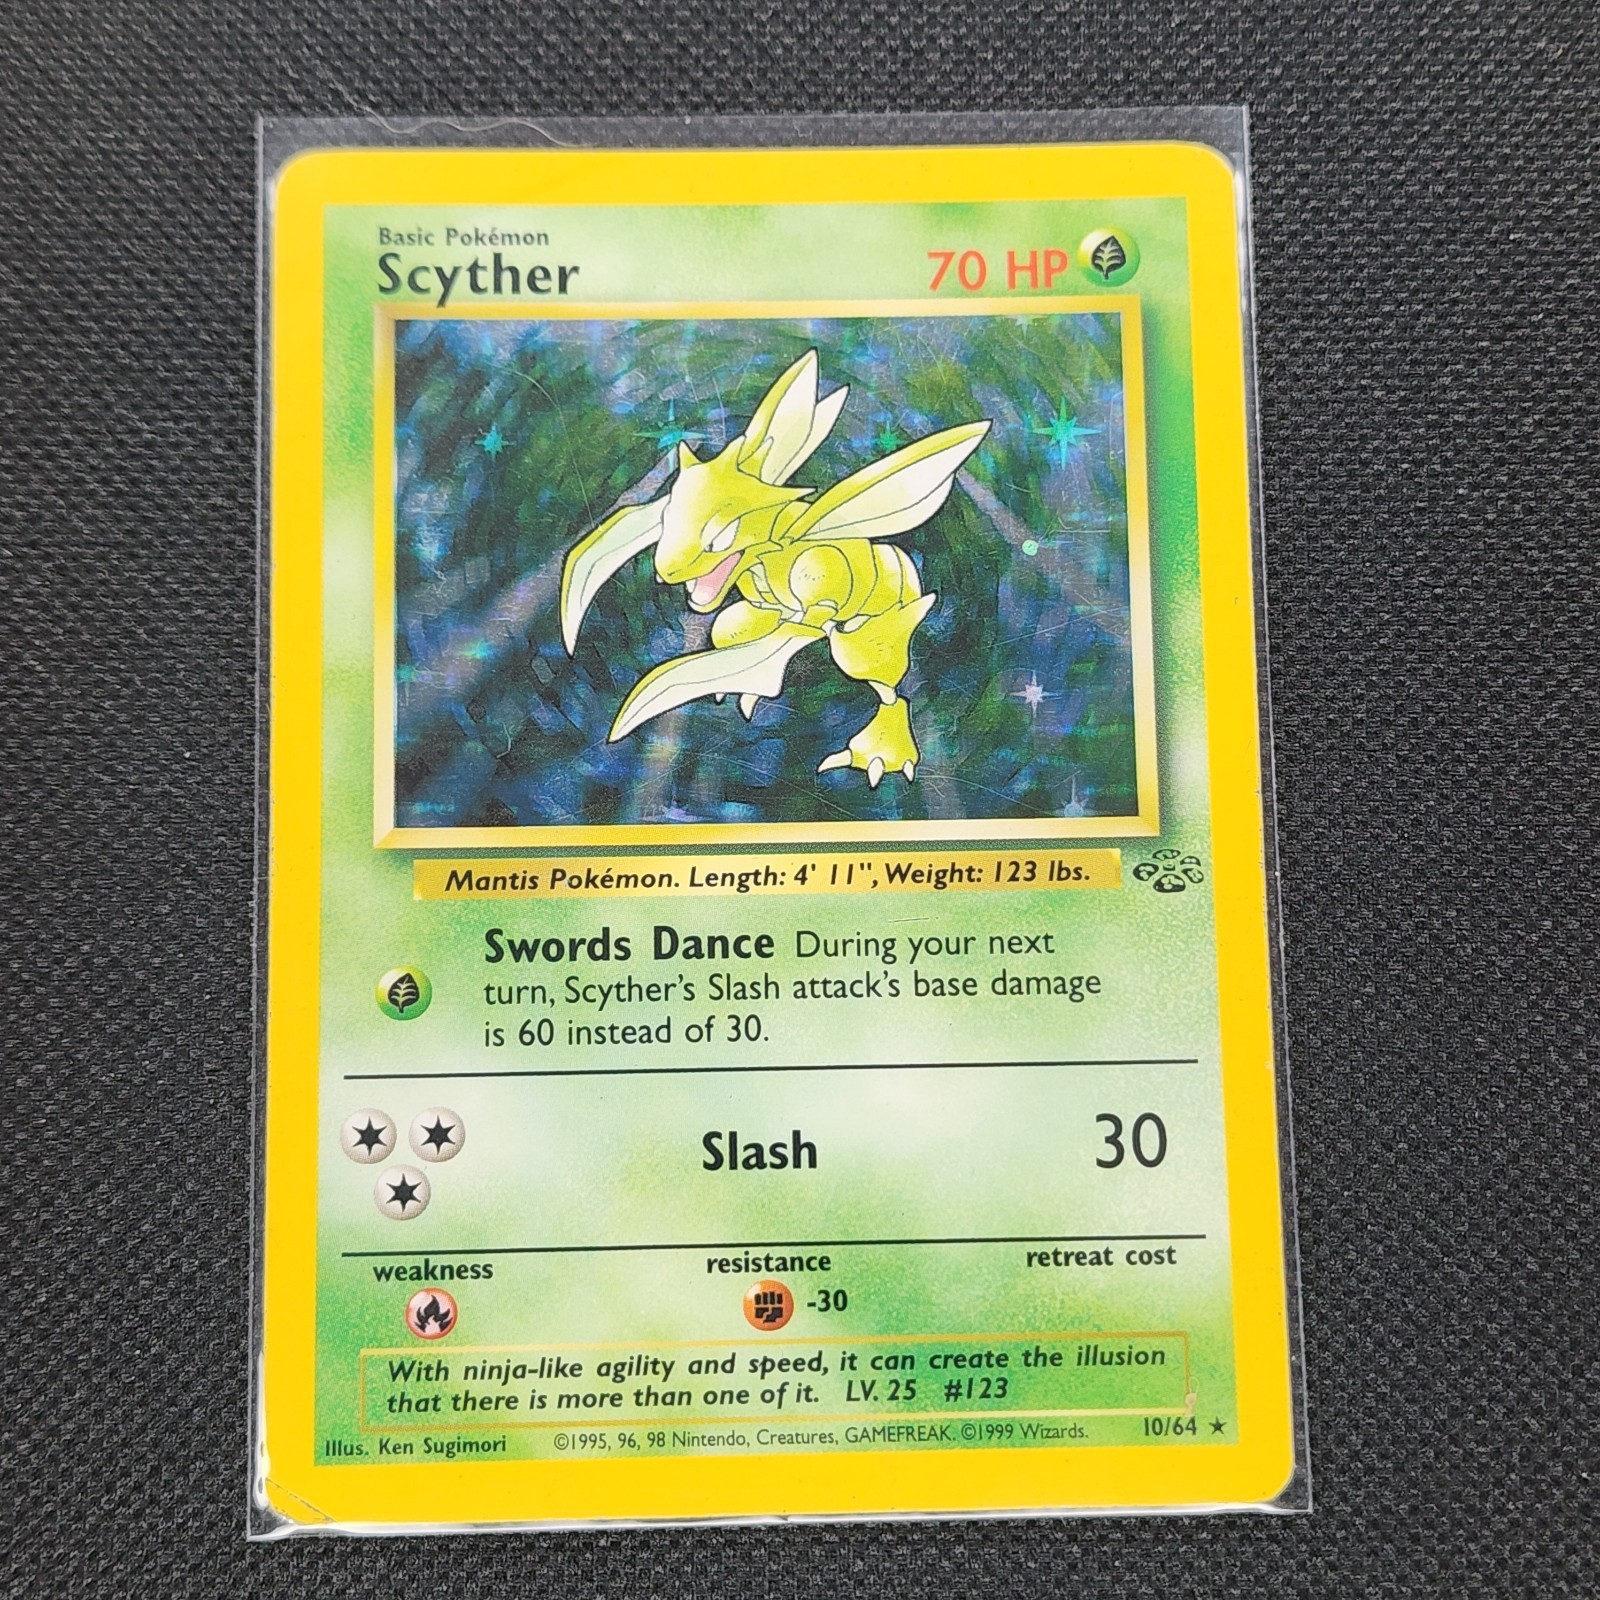 Basic Pokémon
Scyther
70 HP
Mantis Pokémon. Length: 4' 11", Weight: 123 lbs.
Swords Dance During your next
turn, Scyther's Slash attack's base damage
is 60 instead of 30.
Slash 30
weakness resistance retreat cost
-30
With ninja-like agility and speed, it can create the illusion
that there is more than one of it. LV. 25 #123
Illus. Ken Sugimori ©1995, 96, 98 Nintendo, Creatures, GAMEFREAK. ©1999 Wizards. 10/64 ★